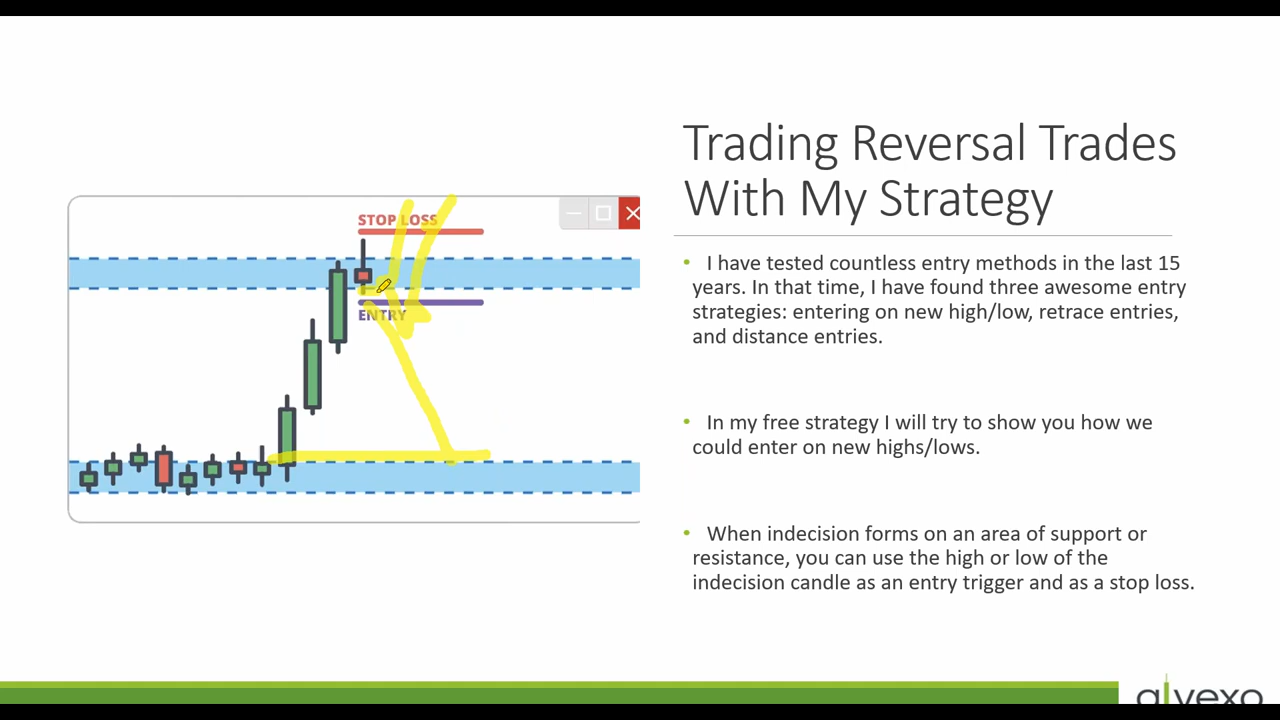 Trading Reversal Trades
With My Strategy
STOP LOSS
ENTRY
• I have tested countless entry methods in the last 15
years. In that time, I have found three awesome entry
strategies: entering on new high/low, retrace entries,
and distance entries.
• In my free strategy I will try to show you how we
could enter on new highs/lows.
• When indecision forms on an area of support or
resistance, you can use the high or low of the
indecision candle as an entry trigger and as a stop loss.
alvexo